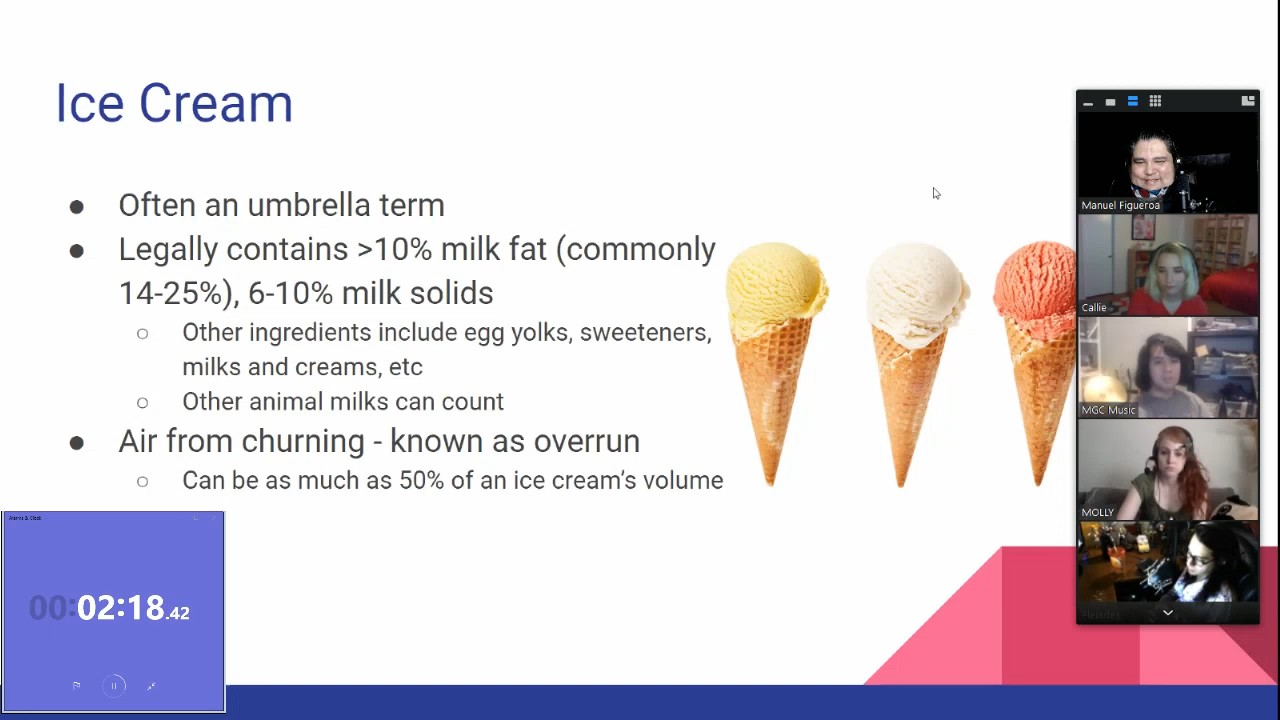 Ice Cream
● Often an umbrella term
● Legally contains >10% milk fat (commonly
14-25%), 6-10% milk solids
○ Other ingredients include egg yolks, sweeteners,
milks and creams, etc
○ Other animal milks can count
● Air from churning - known as overrun
○ Can be as much as 50% of an ice cream's volume
Manuel Figueroa
Callie
MGC Music
MOLLY
Pleiades
Alarms & Clock
00:02:18.42